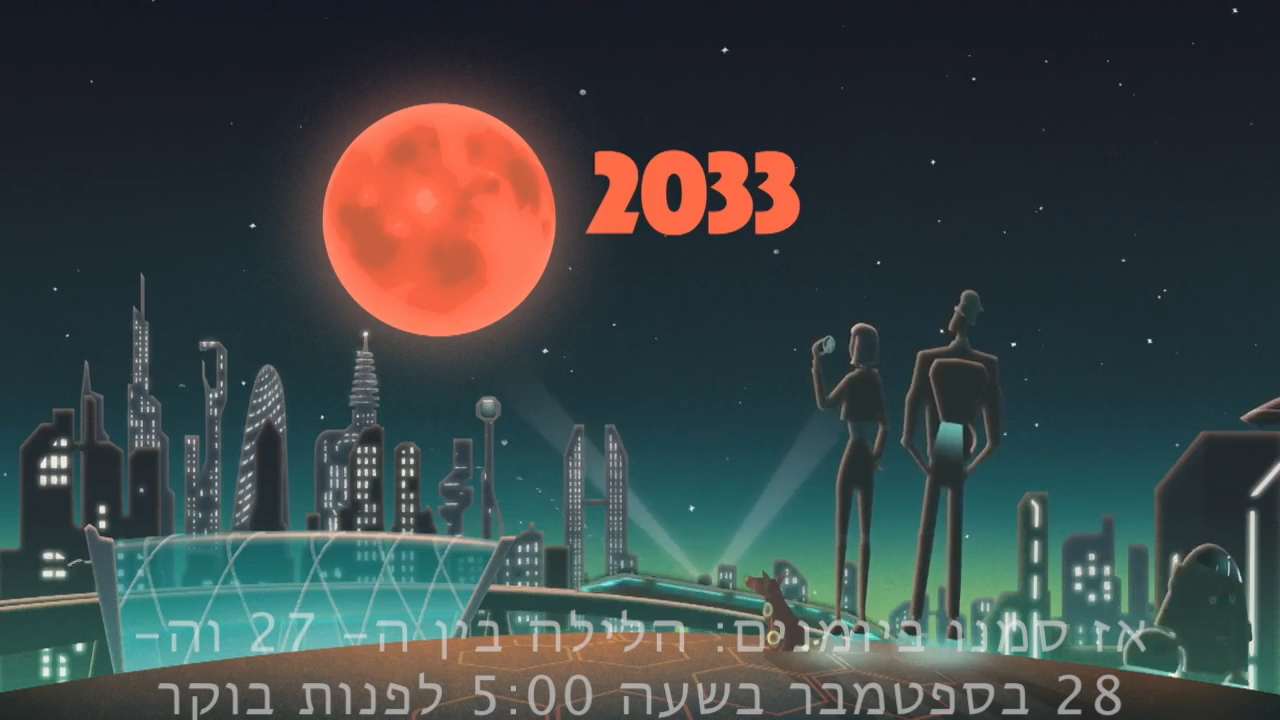 2033
אז סמנו ביומנים: הלילה בין ה- 27 וה-
28 בספטמבר בשעה 5:00 לפנות בוקר